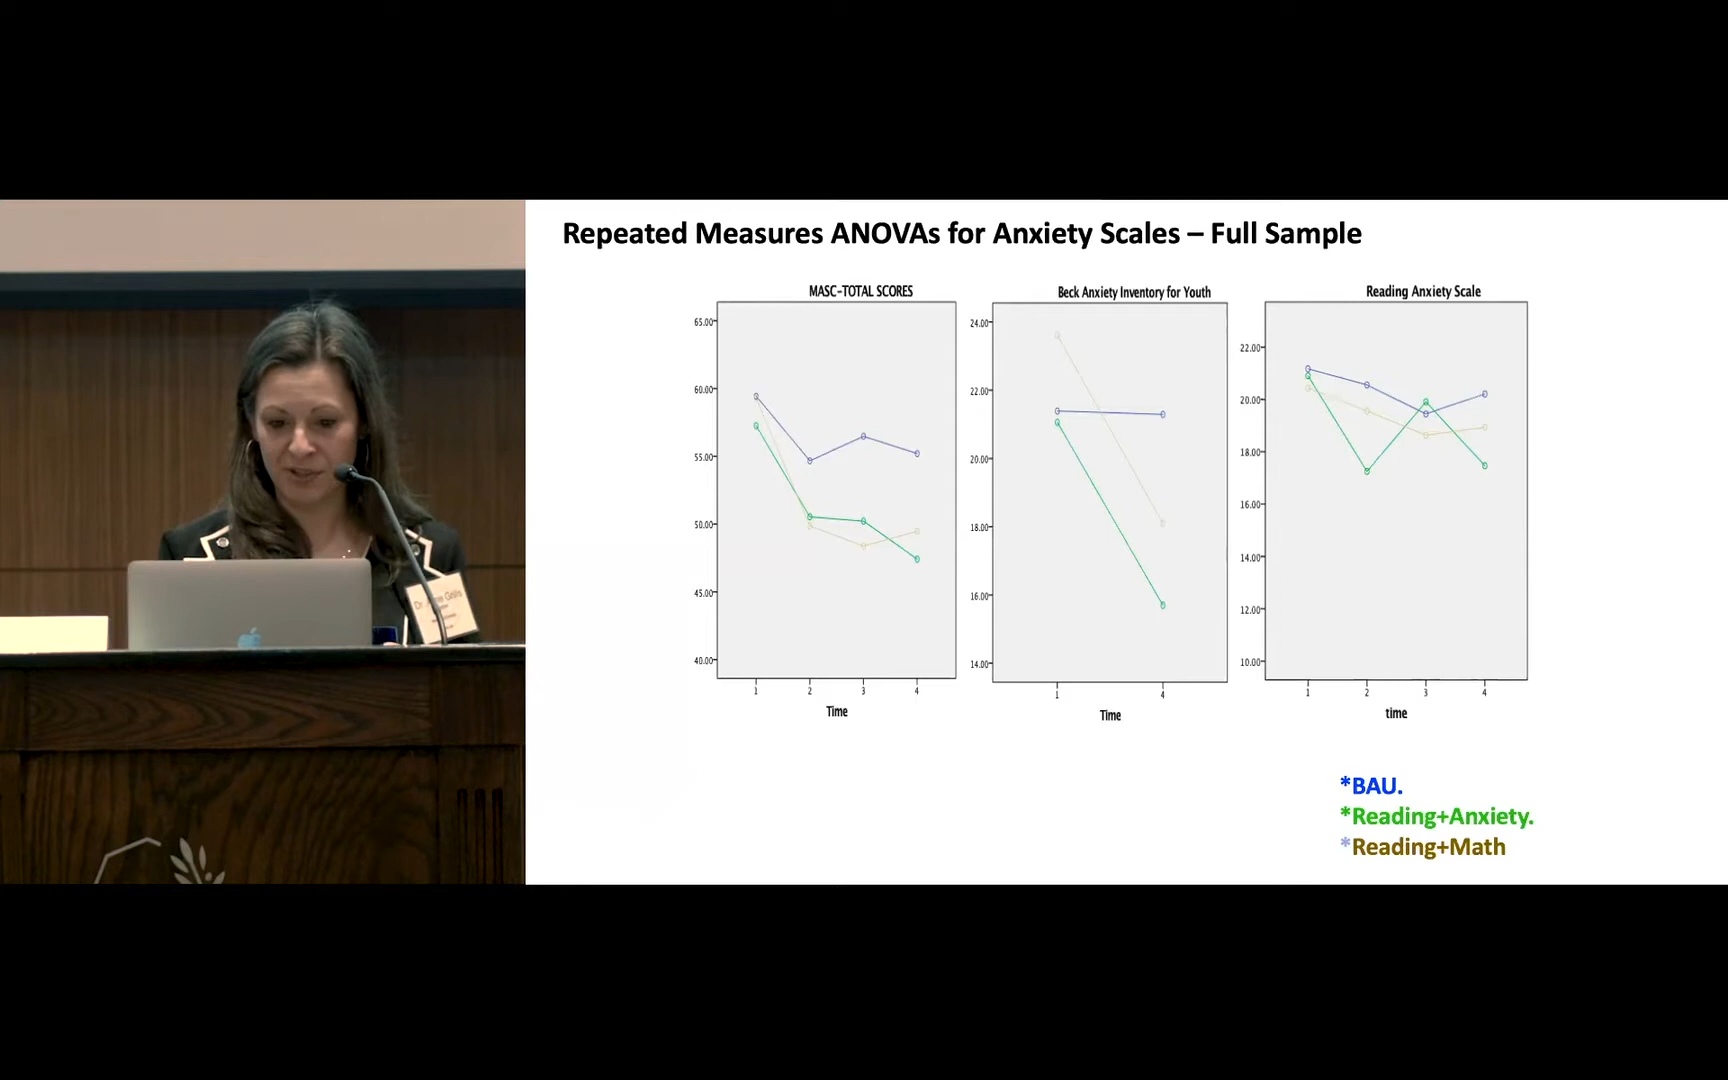 Repeated Measures ANOVAs for Anxiety Scales – Full Sample
MASC-TOTAL SCORES
65.00
60.00
55.00
50.00
45.00
40.00
1 2 3 4
Time
Beck Anxiety Inventory for Youth
24.00
22.00
20.00
18.00
16.00
14.00
1 4
Time
Reading Anxiety Scale
22.00
20.00
18.00
16.00
14.00
12.00
10.00
1 2 3 4
time
*BAU.
*Reading+Anxiety.
*Reading+Math
Dr.